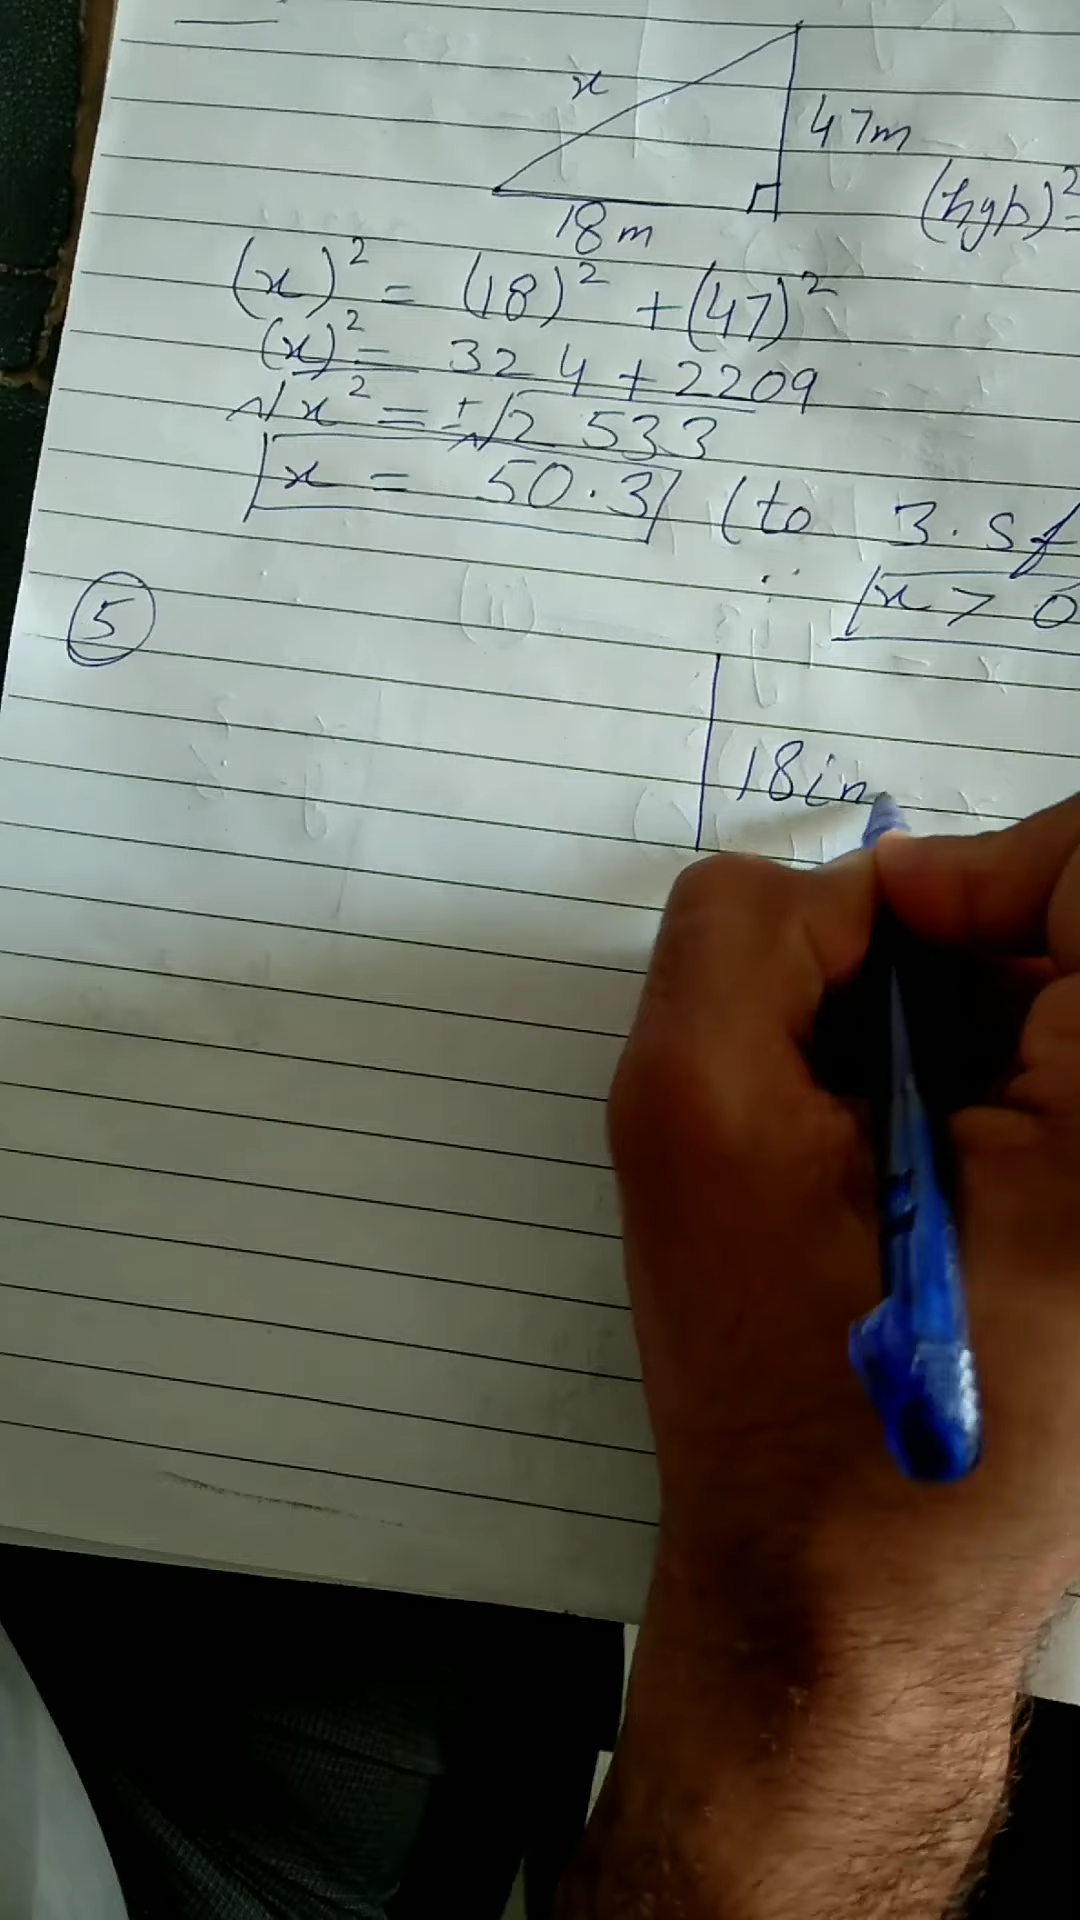 x
47m
18m
(hyp)² =
(x)² = (18)² + (47)²
(x)² = 324 + 2209
√x² = ±√2533
x = 50.3 (to 3.sf
∵ x > 0
5
18in